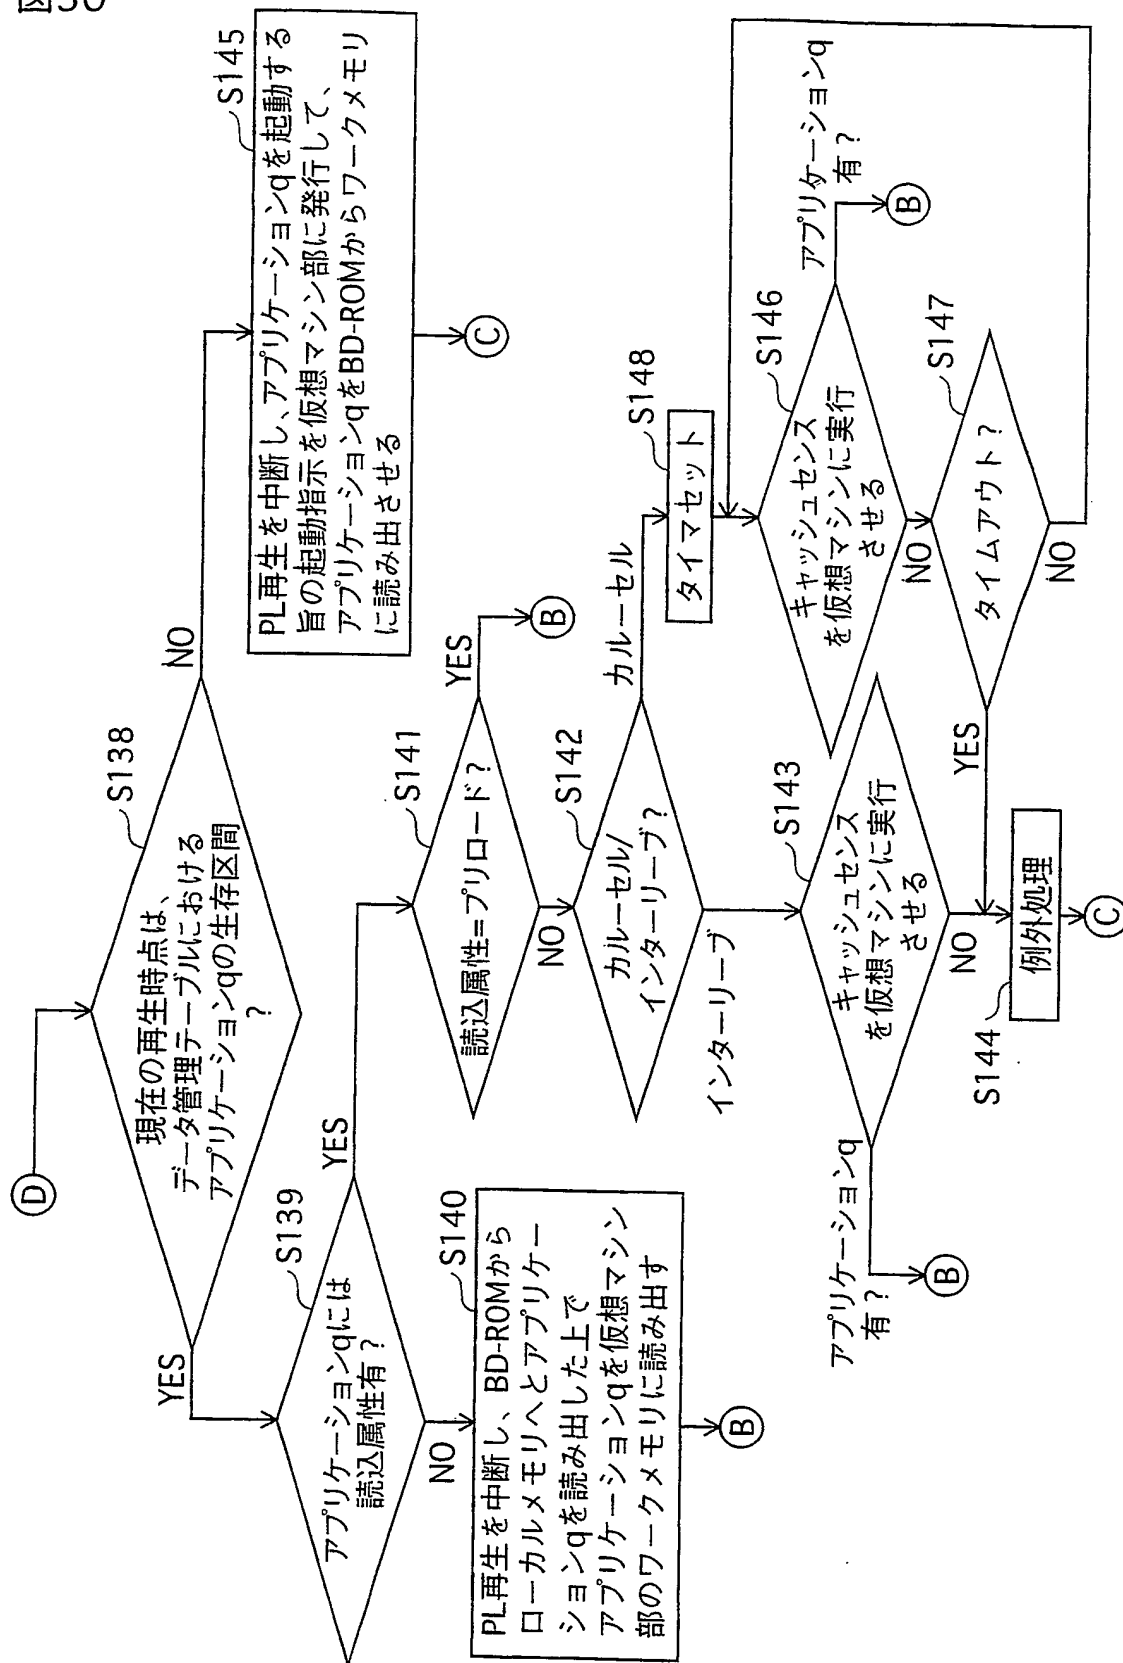 図50
D
現在の再生時点は、
データ管理テーブルにおける
アプリケーションqの生存区間
?
S138
YES
NO
S145
PL再生を中断し、アプリケーションqを起動する
旨の起動指示を仮想マシン部に発行して、
アプリケーションqをBD-ROMからワークメモリ
に読み出させる
C
アプリケーションqには
読込属性有?
S139
YES
NO
S140
PL再生を中断し、BD-ROMから
ローカルメモリへとアプリケー
ションqを読み出した上で
アプリケーションqを仮想マシン
部のワークメモリに読み出す
B
読込属性=プリロード?
S141
YES
B
NO
カルーセル/
インターリーブ?
S142
カルーセル
インターリーブ
キャッシュセンス
を仮想マシンに実行
させる
S143
アプリケーションq
有?
B
NO
S144
例外処理
C
S148
タイマセット
キャッシュセンス
を仮想マシンに実行
させる
S146
アプリケーションq
有?
B
NO
タイムアウト?
S147
YES
NO